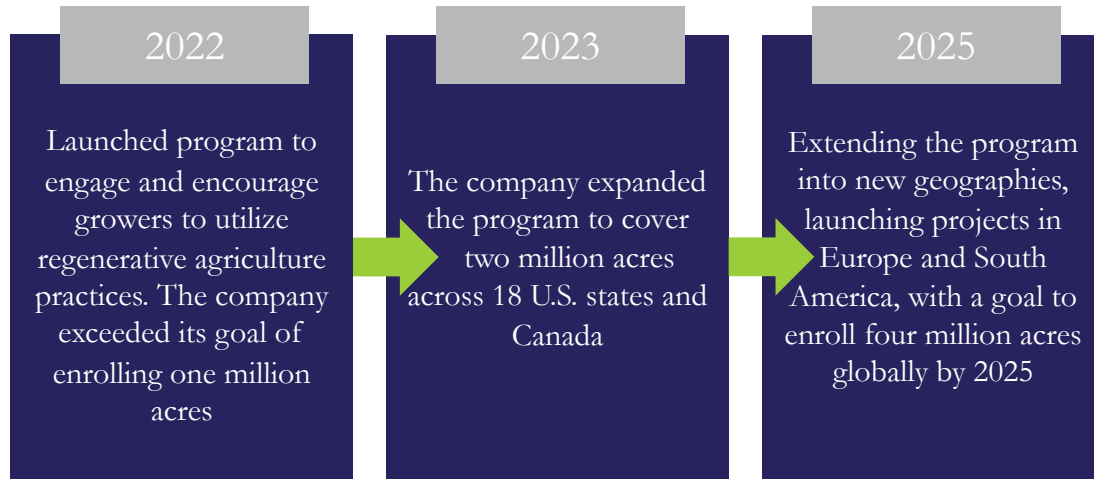 2022
Launched program to
engage and encourage
growers to utilize
regenerative agriculture
practices. The company
exceeded its goal of
enrolling one million
acres
2023
The company expanded
the program to cover
two million acres
across 18 U.S. states and
Canada
2025
Extending the program
into new geographies,
launching projects in
Europe and South
America, with a goal to
enroll four million acres
globally by 2025